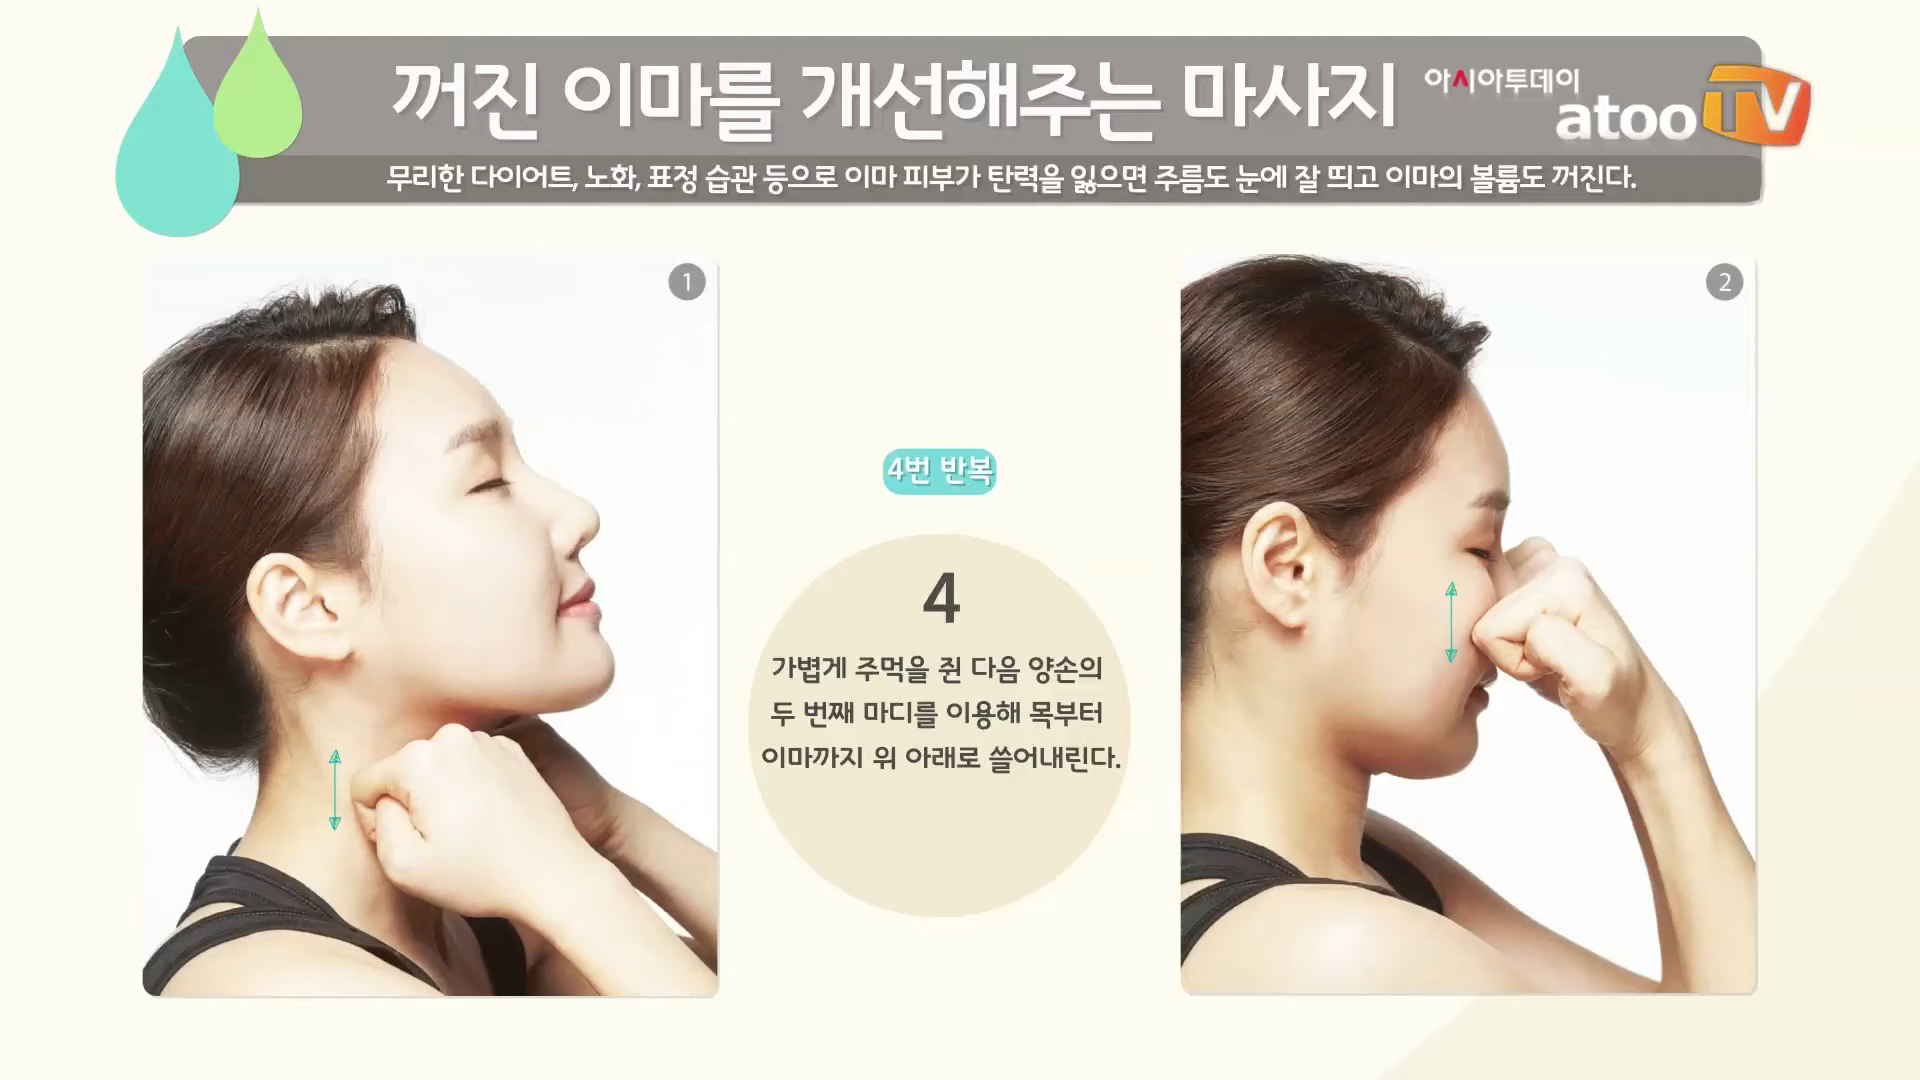 꺼진 이마를 개선해주는 마사지
아시아투데이
atoo TV
무리한 다이어트, 노화, 표정 습관 등으로 이마 피부가 탄력을 잃으면 주름도 눈에 잘 띄고 이마의 볼륨도 꺼진다.
1
2
4번 반복
4
가볍게 주먹을 쥔 다음 양손의
두 번째 마디를 이용해 목부터
이마까지 위 아래로 쓸어내린다.